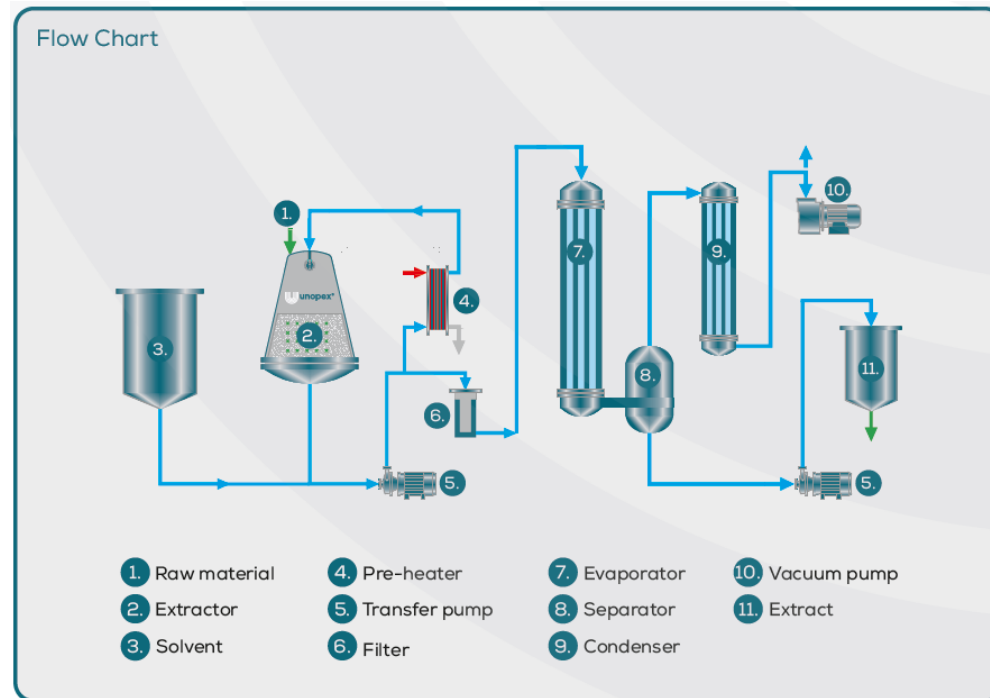 Flow Chart
1.
unopex®
2.
3.
4.
5.
6.
7.
8.
9.
10.
11.
5.
1. Raw material
2. Extractor
3. Solvent
4. Pre-heater
5. Transfer pump
6. Filter
7. Evaporator
8. Separator
9. Condenser
10. Vacuum pump
11. Extract